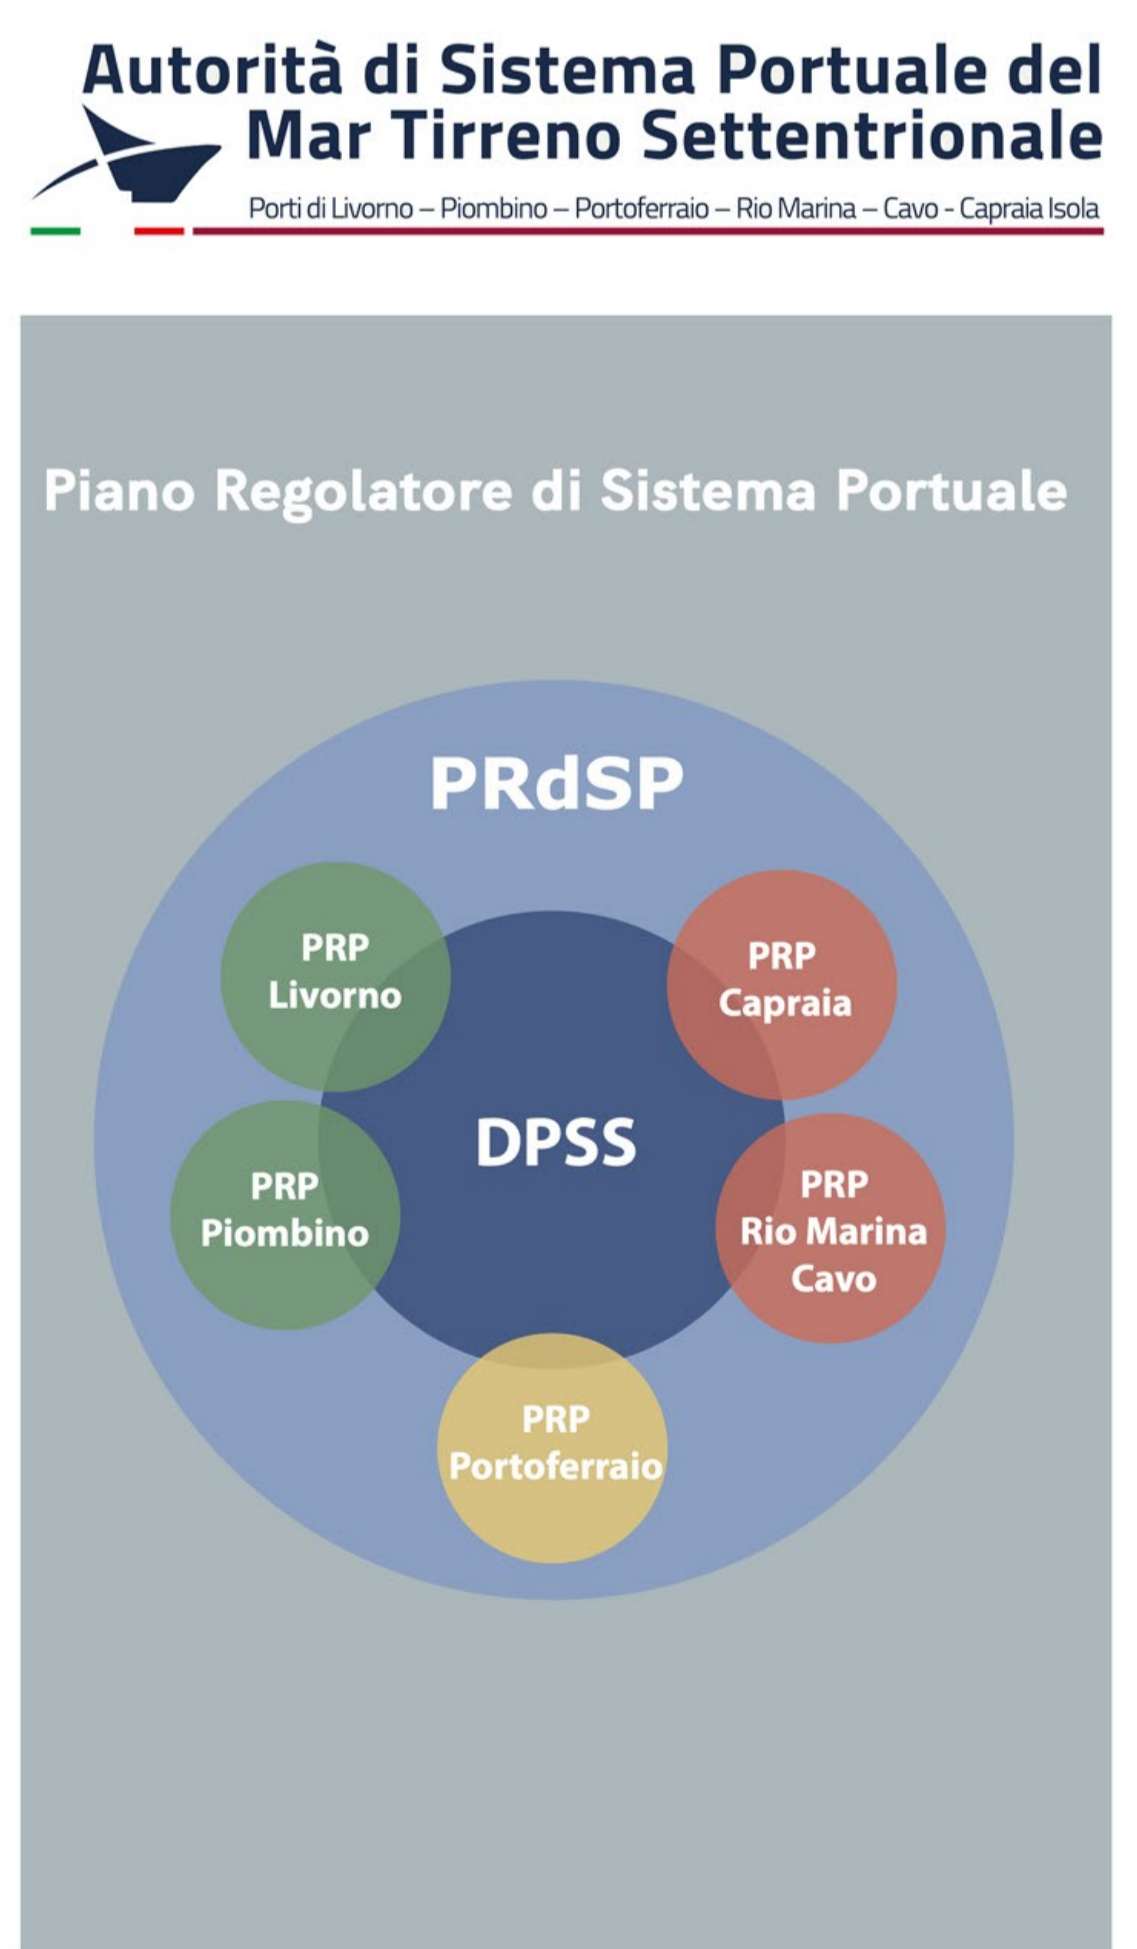 Autorità di Sistema Portuale del
Mar Tirreno Settentrionale
Porti di Livorno – Piombino – Portoferraio – Rio Marina – Cavo - Capraia Isola
Piano Regolatore di Sistema Portuale
PRdSP
PRP
Livorno
PRP
Capraia
DPSS
PRP
Piombino
PRP
Rio Marina
Cavo
PRP
Portoferraio